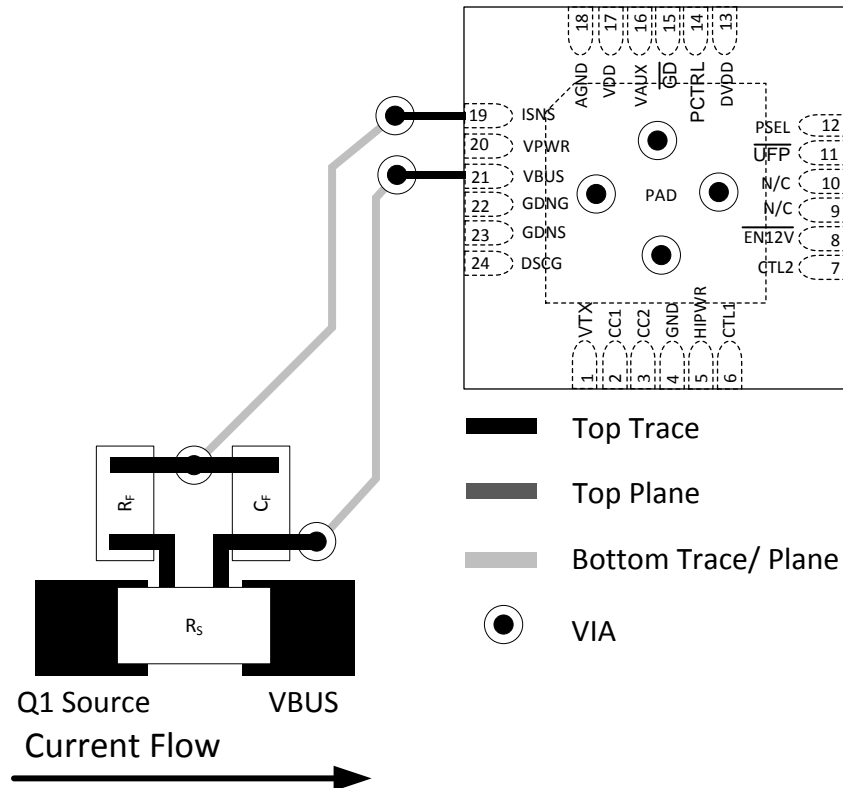 18 17 16 15 14 13
AGND VDD VAUX GD PCTRL DVDD
19 ISNS
20 VPWR
21 VBUS
22 GDNG
23 GDNS
24 DSCG
PSEL 12
UFP 11
N/C 10
N/C 9
EN12V 8
CTL2 7
PAD
VTX CC1 CC2 GND HIPWR CTL1
1 2 3 4 5 6
Top Trace
Top Plane
Bottom Trace/ Plane
VIA
RF CF
RS
Q1 Source VBUS
Current Flow